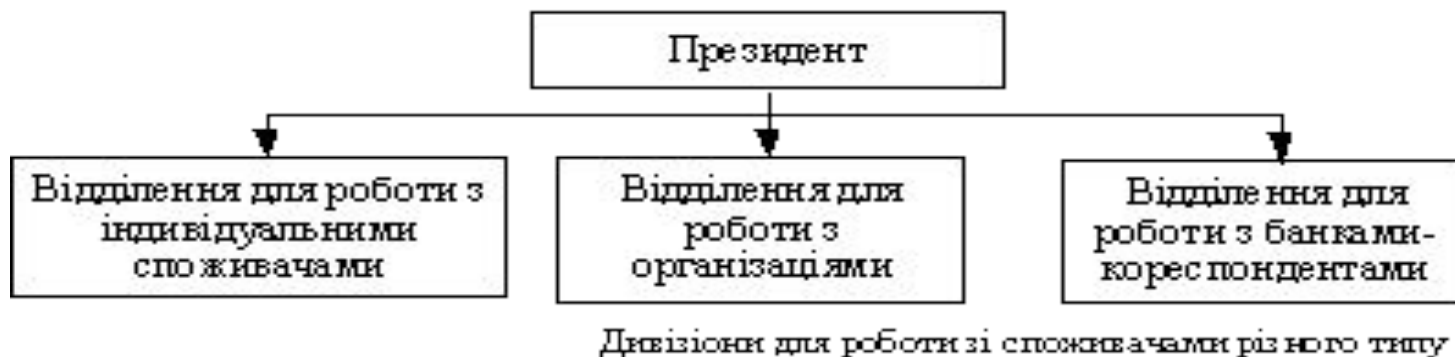 Президент
Відділення для роботи з
індивідуальними
споживачами
Відділення для
роботи з
організаціями
Відділення для
роботи з банками-
кореспондентами
Дивізіони для роботи зі споживачами різного типу